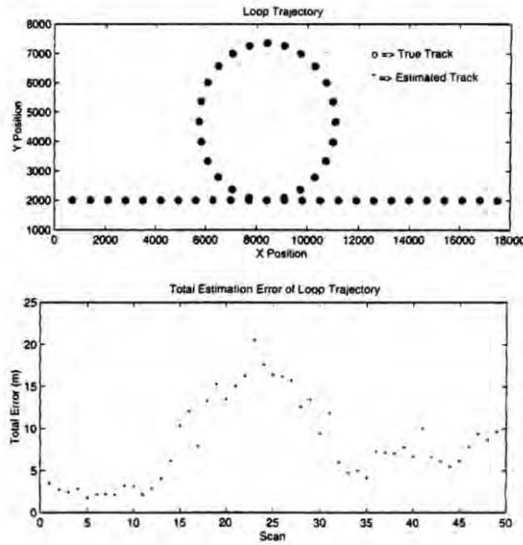 Loop Trajectory
8000
7000
6000
5000
4000
3000
2000
1000
Y Position
o => True Track
* => Estimated Track
0 2000 4000 6000 8000 10000 12000 14000 16000 18000
X Position
Total Estimation Error of Loop Trajectory
25
20
15
10
5
0
Total Error (m)
0 5 10 15 20 25 30 35 40 45 50
Scan